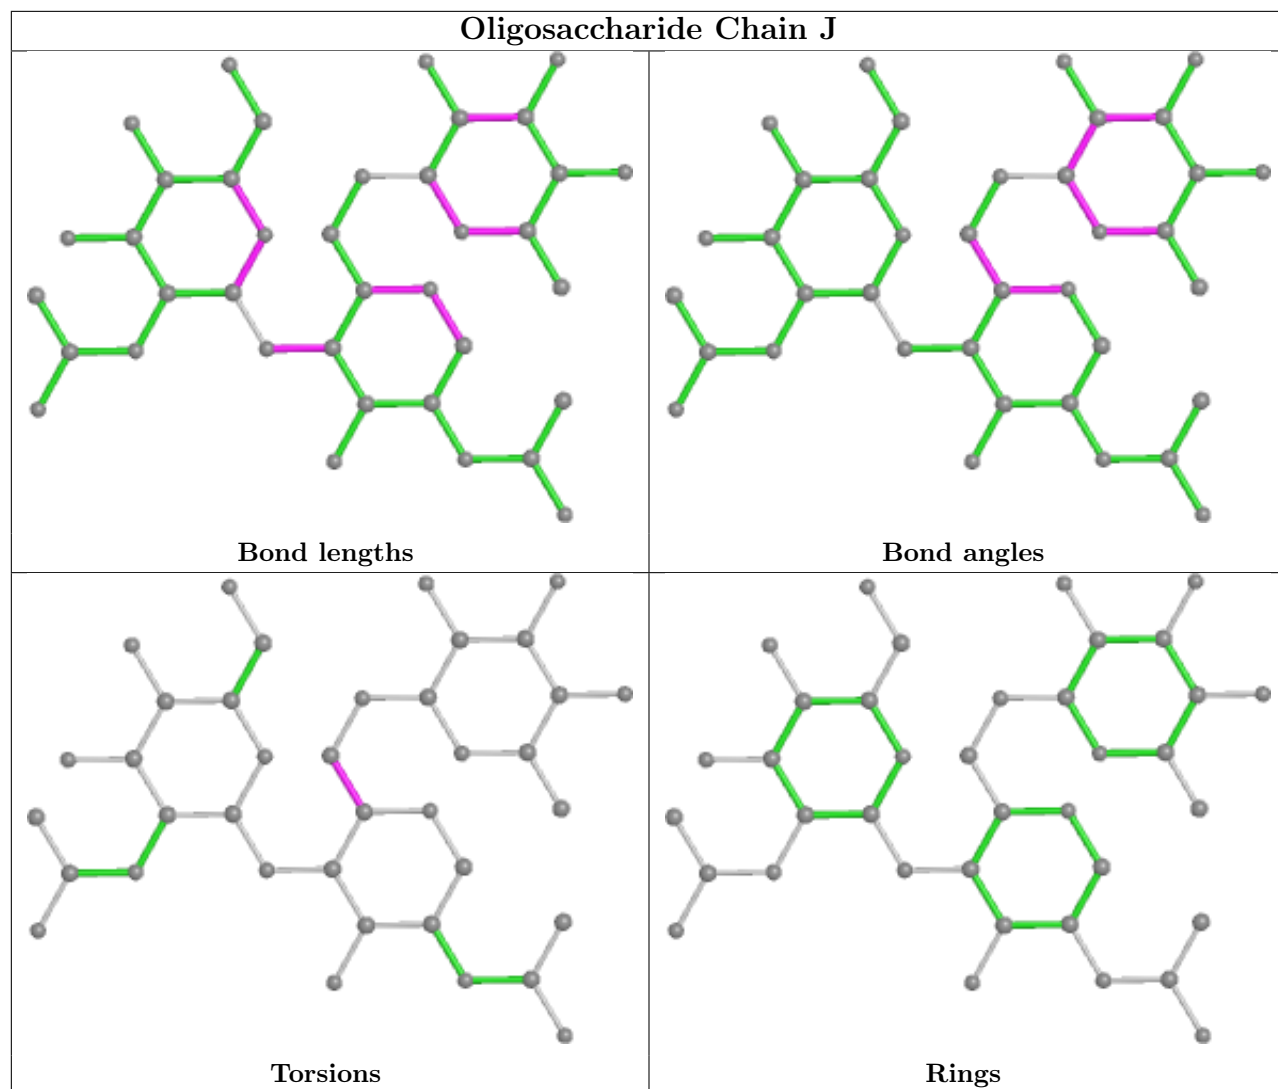 Oligosaccharide Chain J
Bond lengths
Bond angles
Torsions
Rings